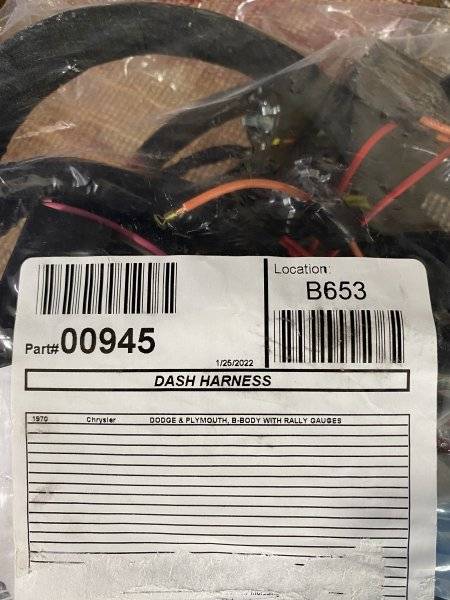 Location:
B653
Part#00945
1/25/2022
DASH HARNESS
1970 Chrysler DODGE & PLYMOUTH, B-BODY WITH RALLY GAUGES